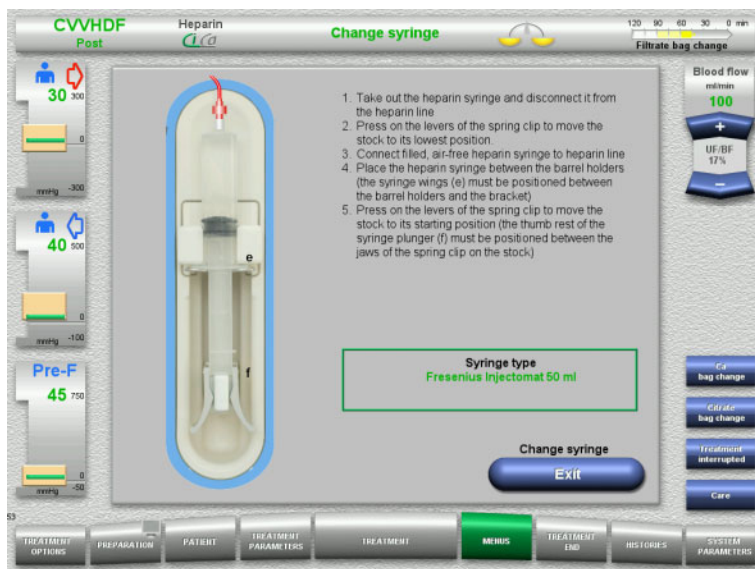 CVVHDF
Post
Heparin
Ci Ca
Change syringe
120 90 60 30 0 min
Filtrate bag change
30 300
0
mmHg -300
40 500
0
mmHg -100
Pre-F
45 750
0
mmHg -50
1. Take out the heparin syringe and disconnect it from
the heparin line
2. Press on the levers of the spring clip to move the
stock to its lowest position.
3. Connect filled, air-free heparin syringe to heparin line
4. Place the heparin syringe between the barrel holders
(the syringe wings (e) must be positioned between
the barrel holders and the bracket)
5. Press on the levers of the spring clip to move the
stock to its starting position (the thumb rest of the
syringe plunger (f) must be positioned between the
jaws of the spring clip on the stock)
e
f
Syringe type
Fresenius Injectomat 50 ml
Change syringe
Exit
Blood flow
ml/min
100
+
UF/BF
17%
−
Ca
bag change
Citrate
bag change
Treatment
interrupted
Care
53
TREATMENT
OPTIONS
PREPARATION
PATIENT
TREATMENT
PARAMETERS
TREATMENT
MENUS
TREATMENT
END
HISTORIES
SYSTEM
PARAMETERS